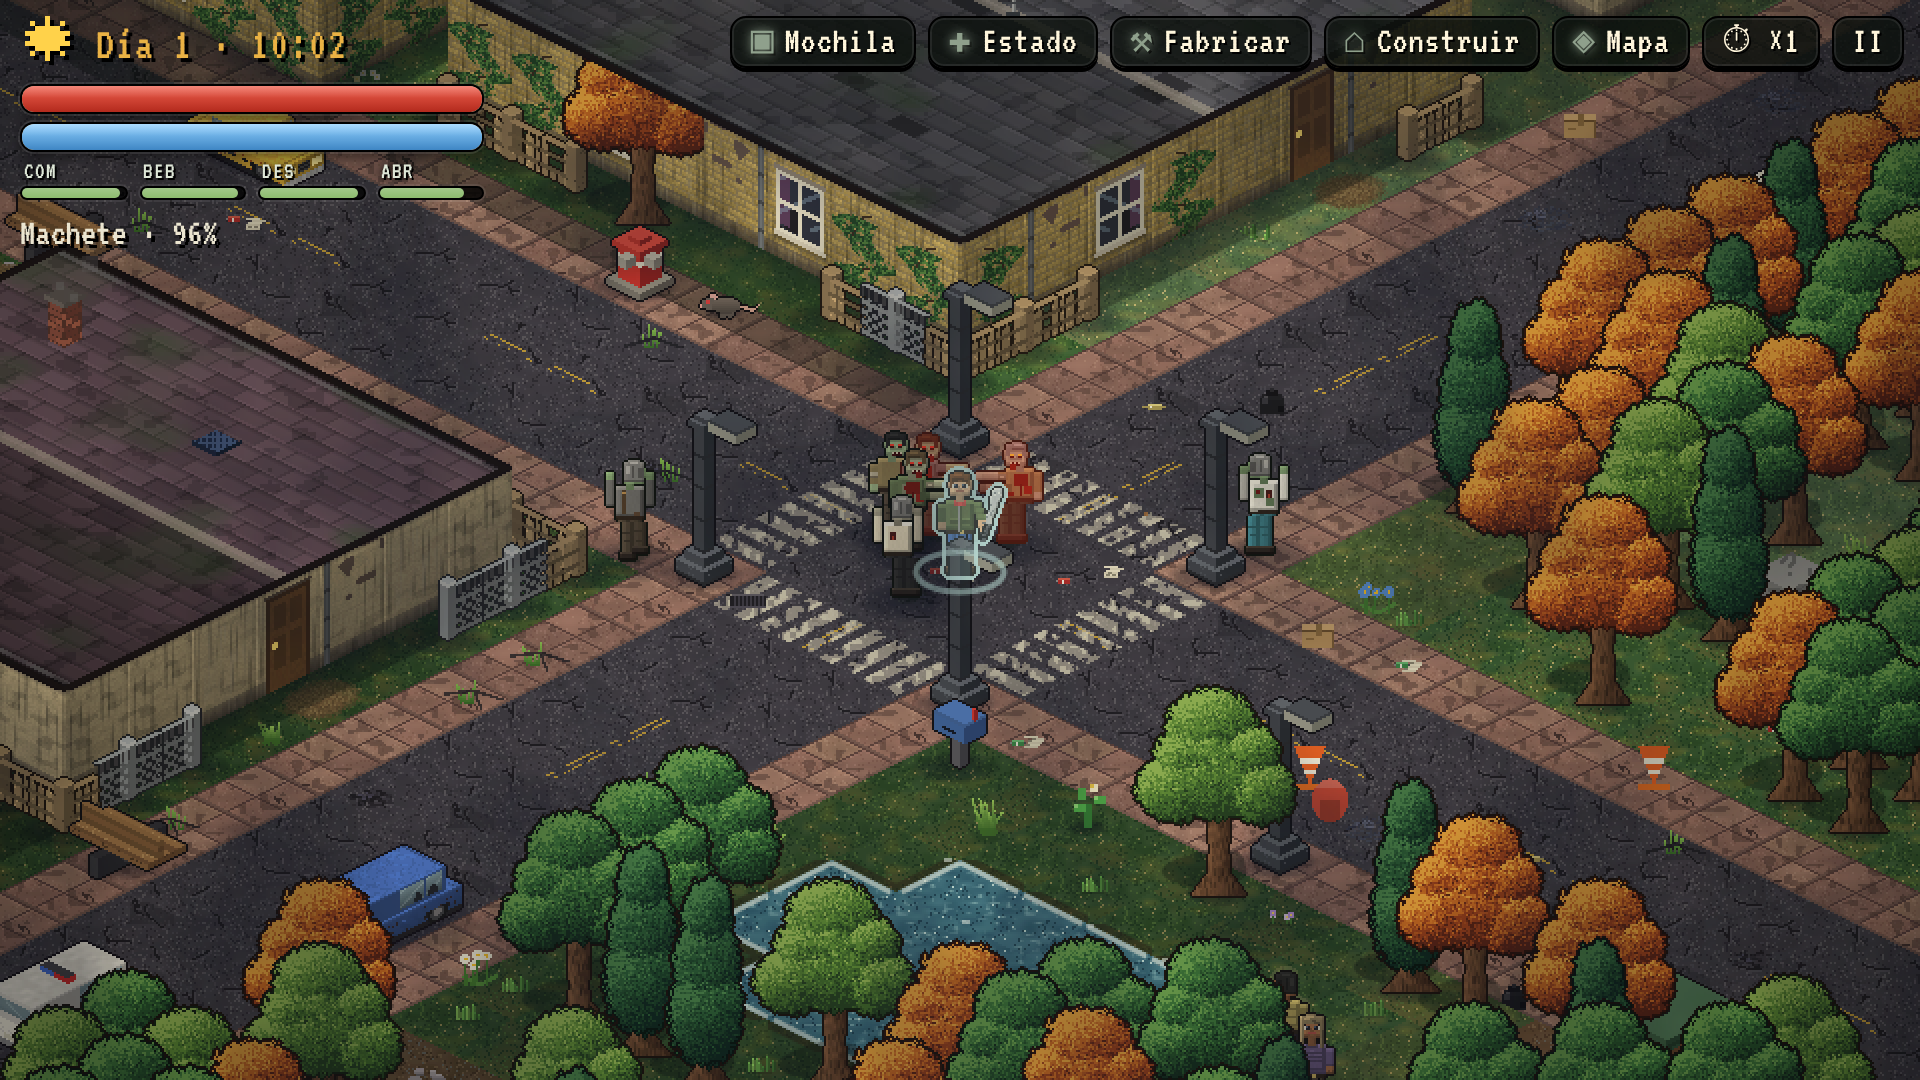 Día 1 · 10:02
Mochila
Estado
Fabricar
Construir
Mapa
X1
II
COM
BEB
DES
ABR
Machete · 96%